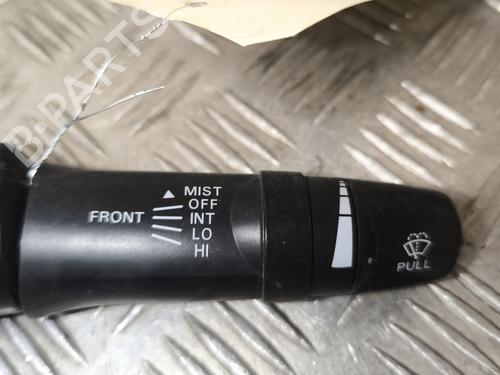 B-PARTS
MIST
OFF
FRONT INT
LO
HI
PULL